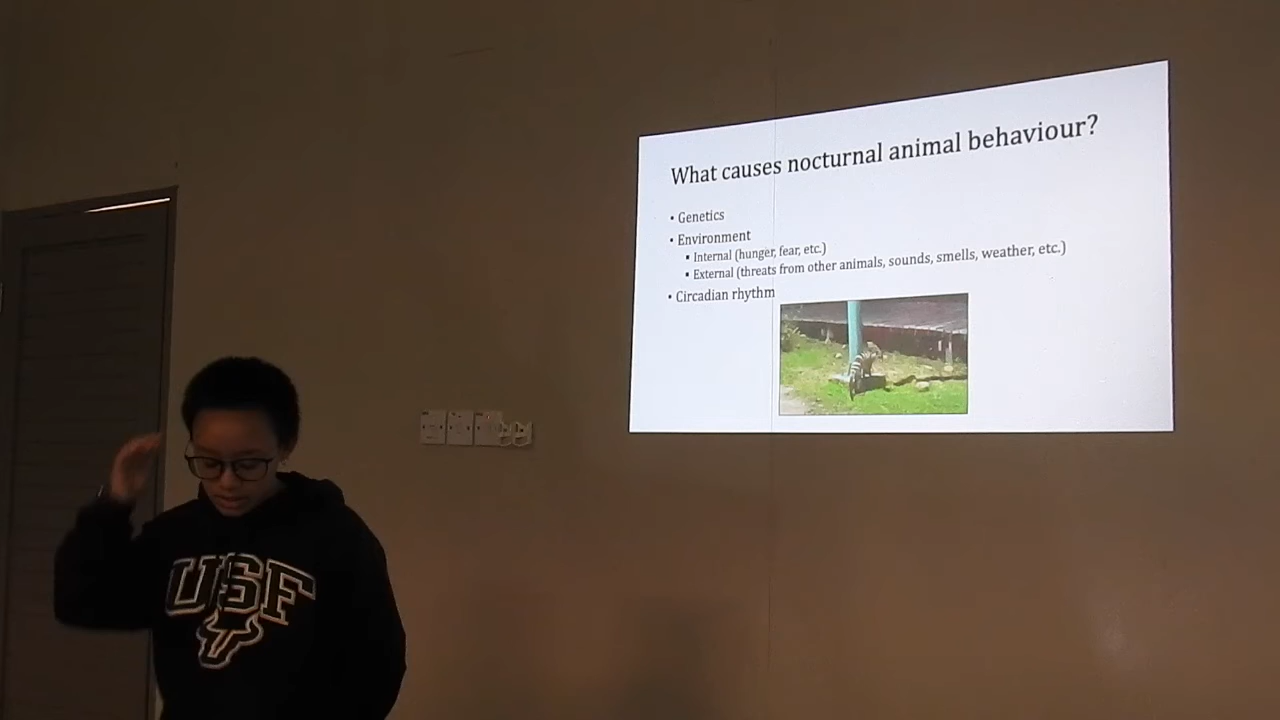 What causes nocturnal animal behaviour?
• Genetics
• Environment
▪ Internal (hunger, fear, etc.)
▪ External (threats from other animals, sounds, smells, weather, etc.)
• Circadian rhythm
USF